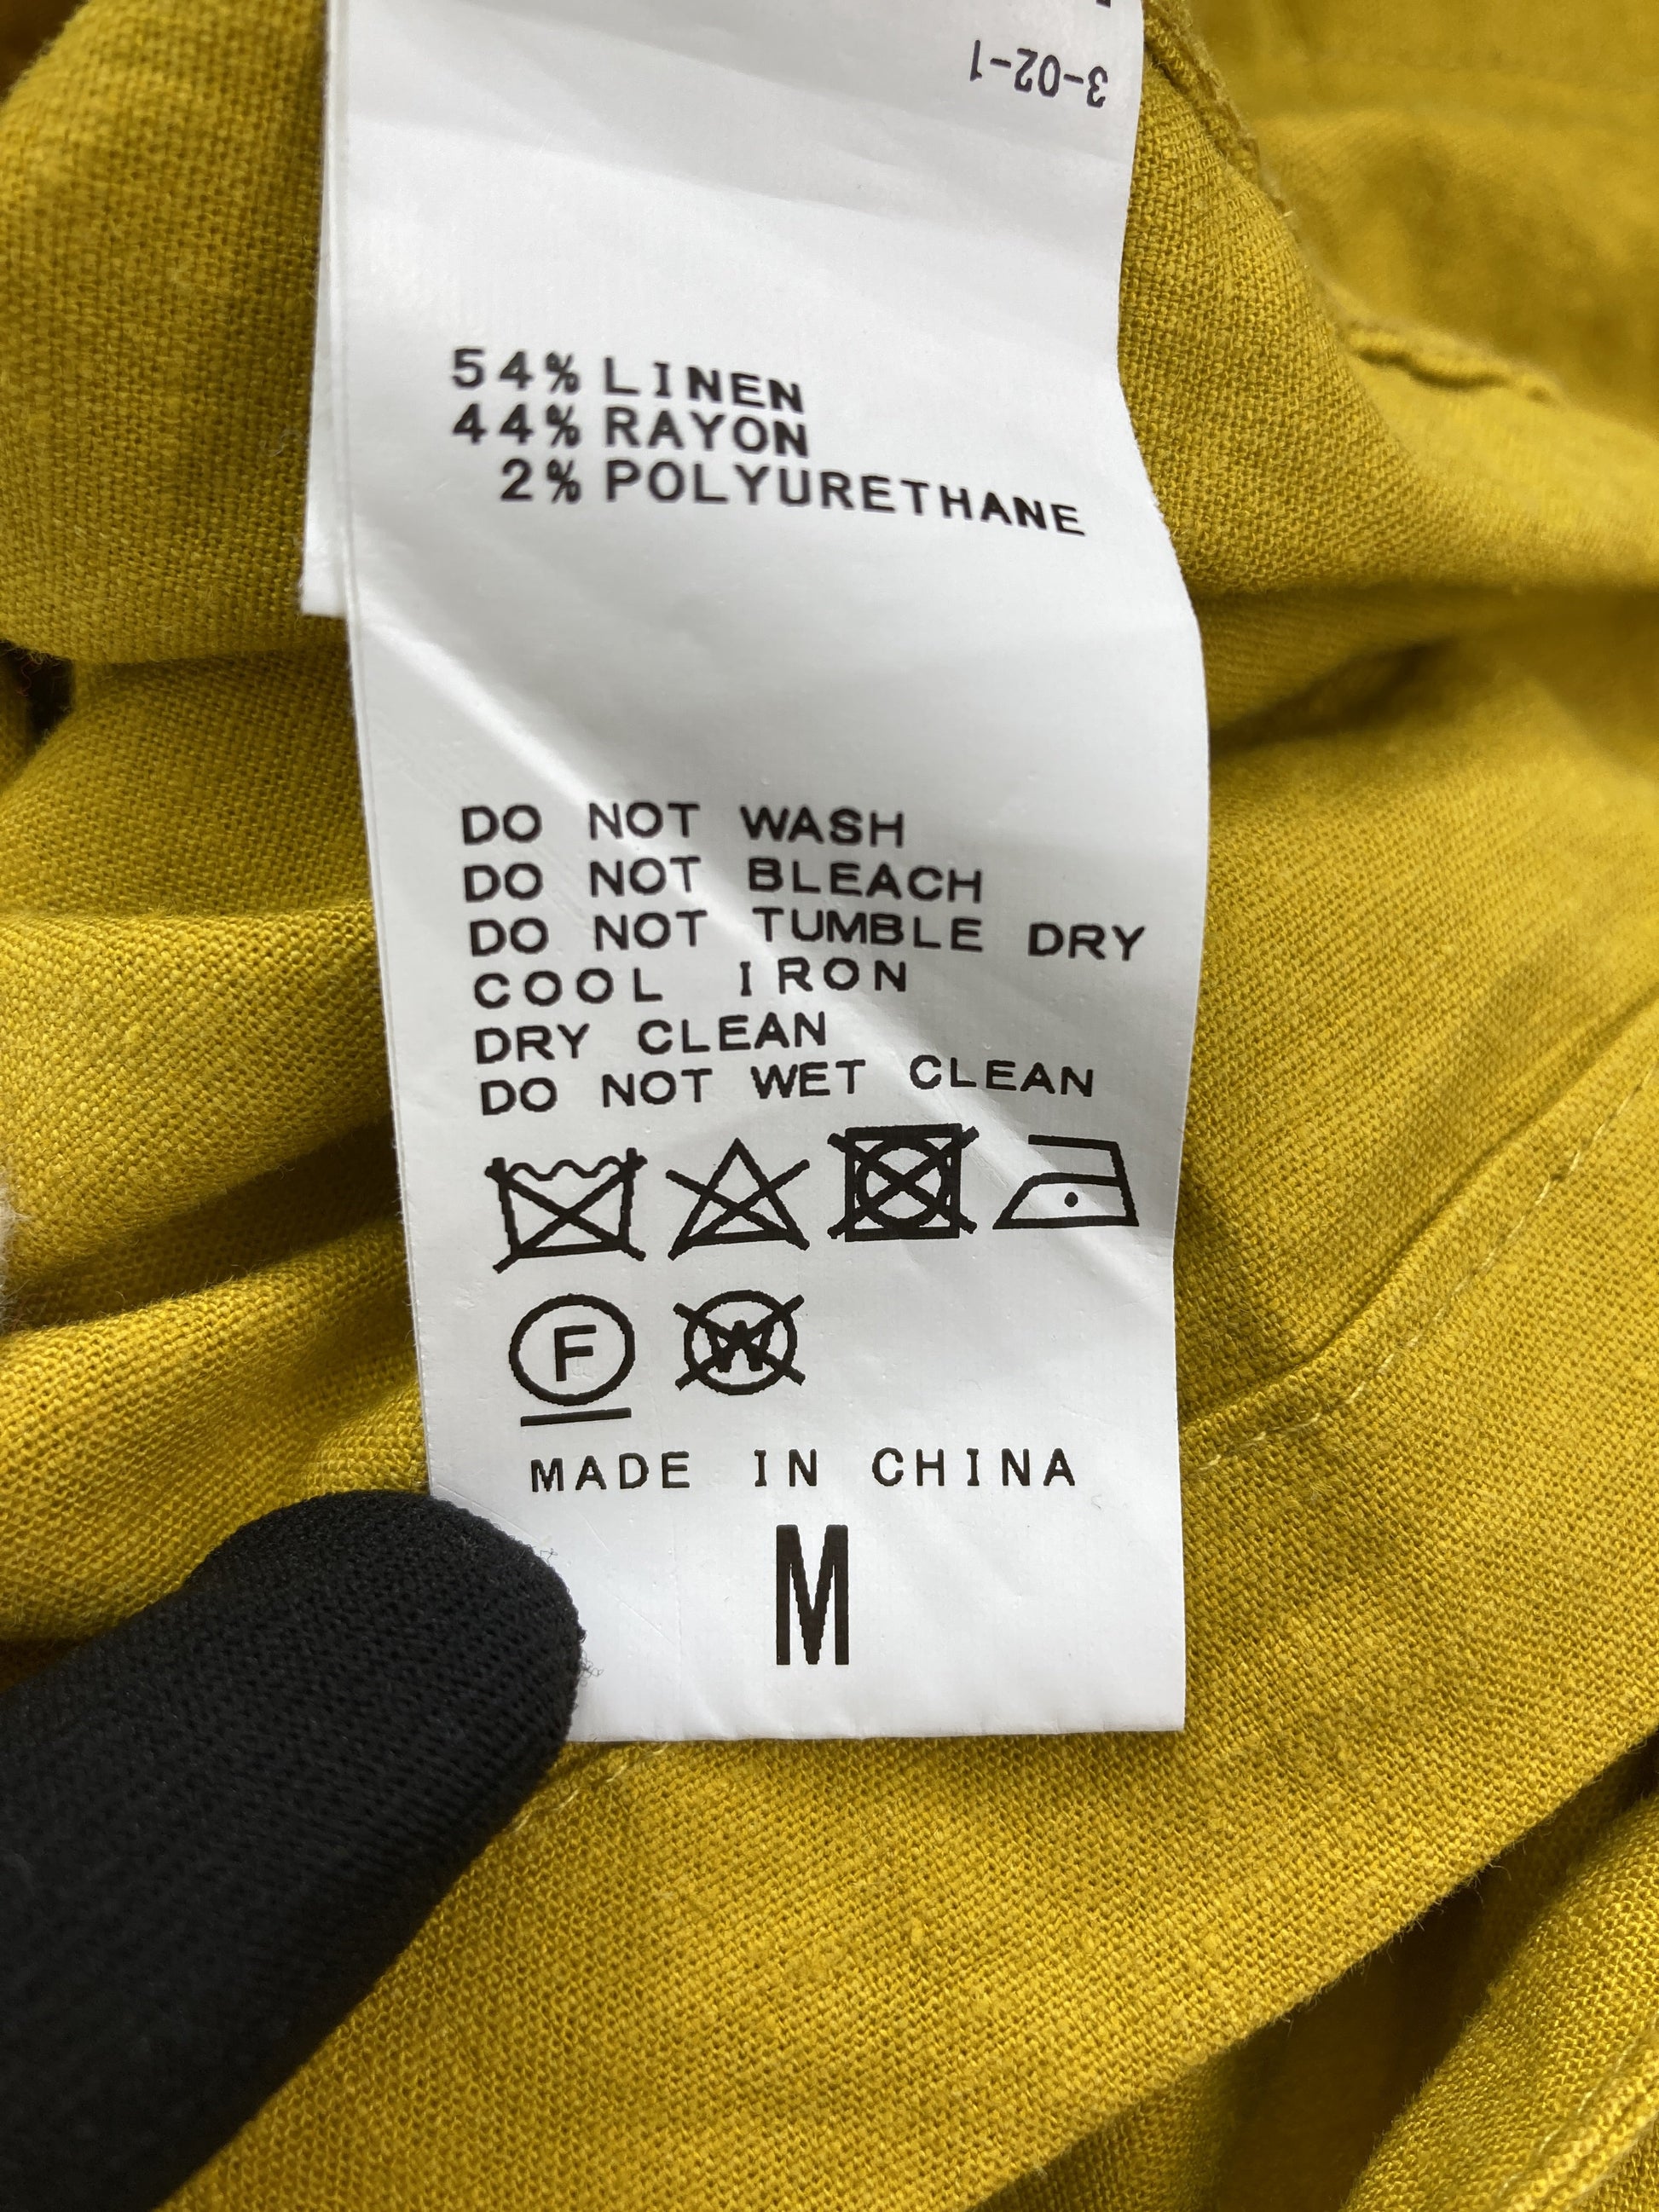 3-02-1
54% LINEN
44% RAYON
2% POLYURETHANE
DO NOT WASH
DO NOT BLEACH
DO NOT TUMBLE DRY
COOL IRON
DRY CLEAN
DO NOT WET CLEAN
F W
MADE IN CHINA
M